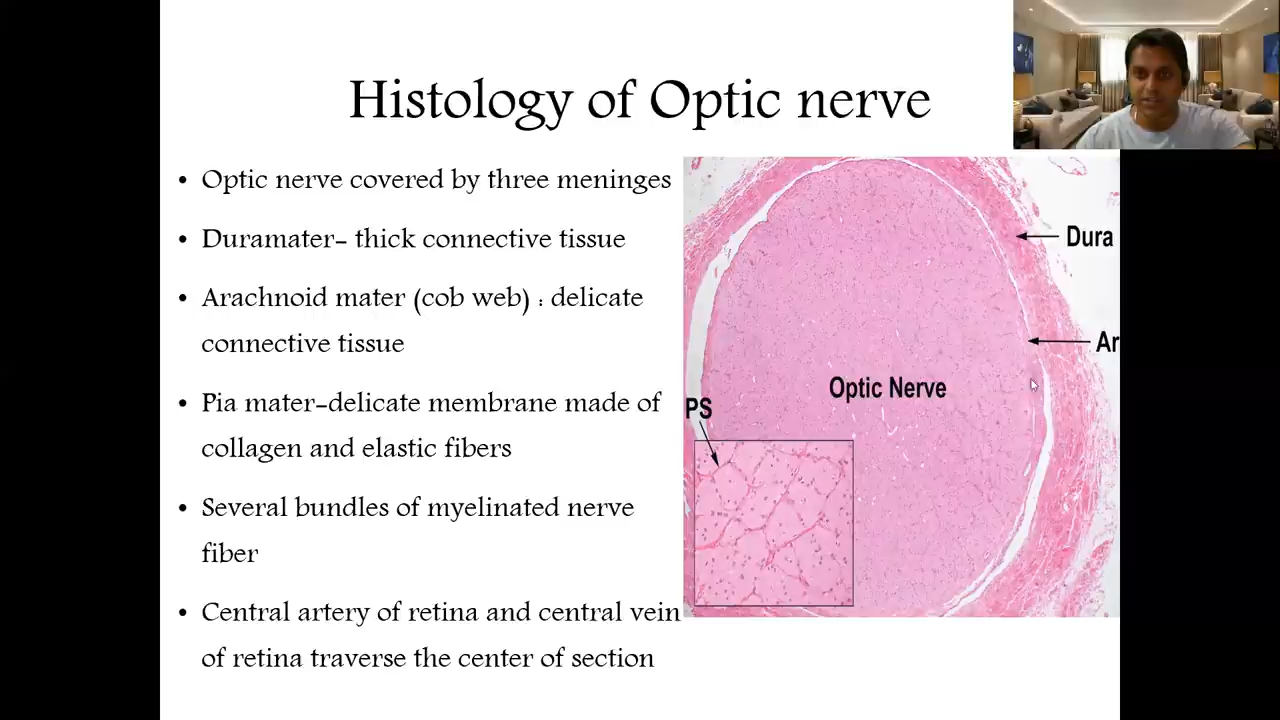 Histology of Optic nerve
• Optic nerve covered by three meninges
• Duramater- thick connective tissue
• Arachnoid mater (cob web) : delicate
connective tissue
• Pia mater-delicate membrane made of
collagen and elastic fibers
• Several bundles of myelinated nerve
fiber
• Central artery of retina and central vein
of retina traverse the center of section
Dura
Ar
Optic Nerve
PS